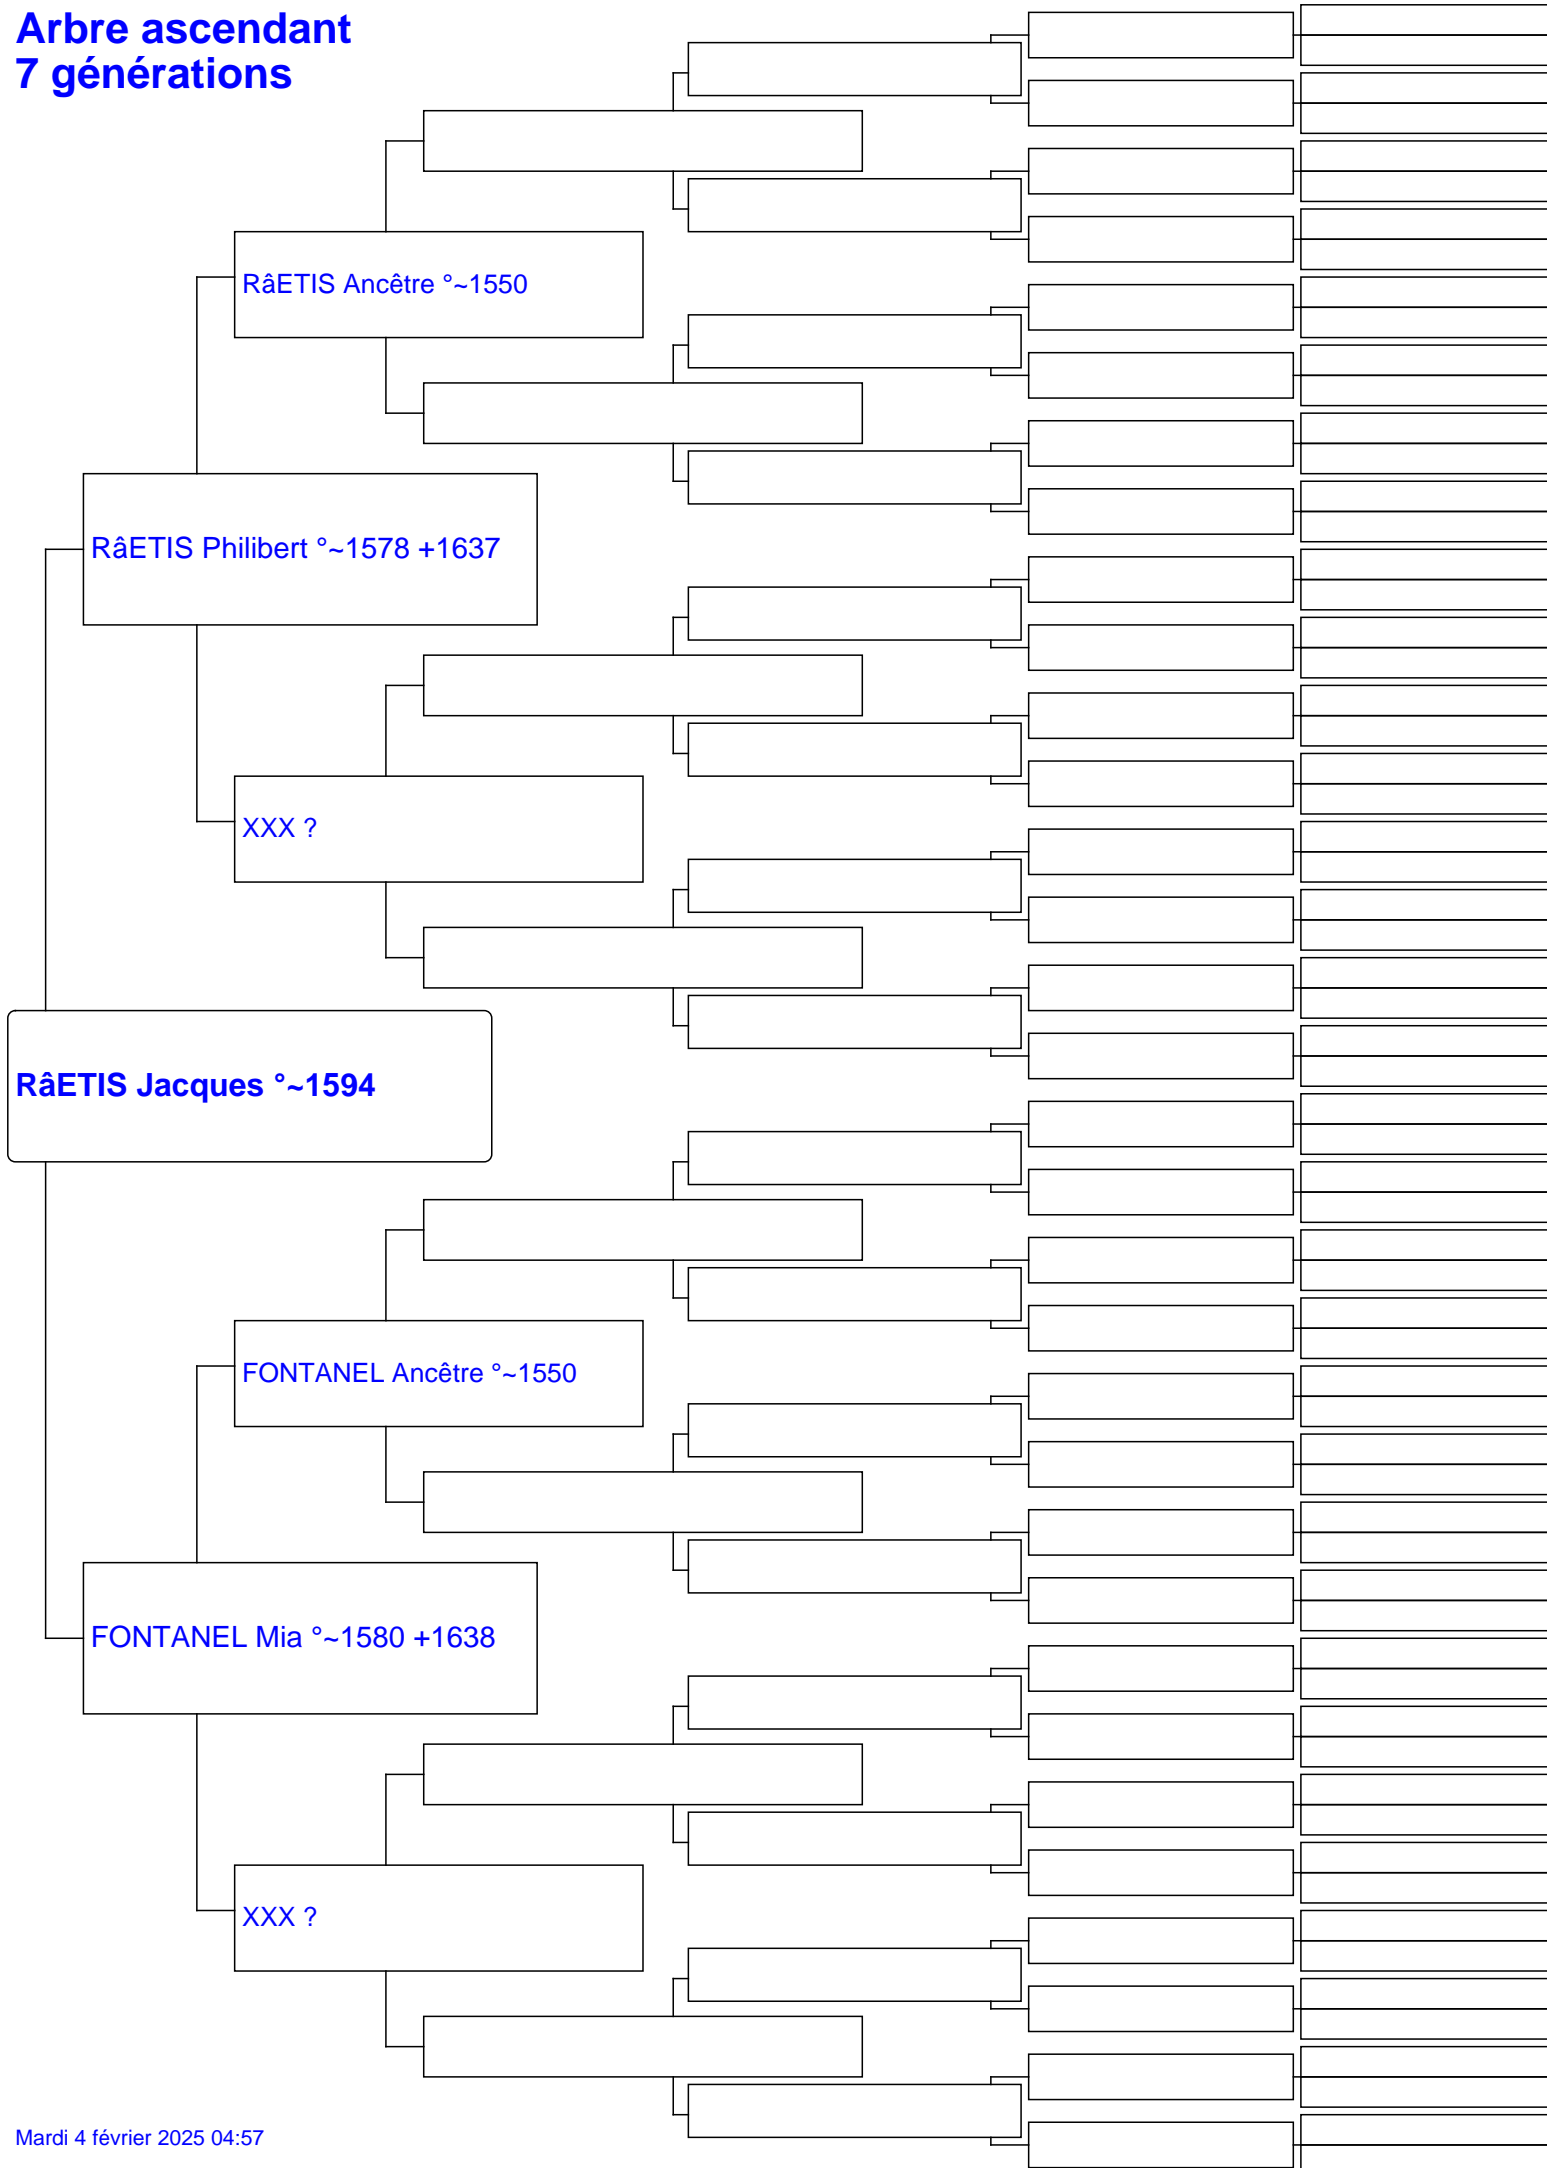 Arbre ascendant
7 générations
RâETIS Ancêtre °~1550
RâETIS Philibert °~1578 +1637
XXX ?
RâETIS Jacques °~1594
FONTANEL Ancêtre °~1550
FONTANEL Mia °~1580 +1638
XXX ?
Mardi 4 février 2025 04:57